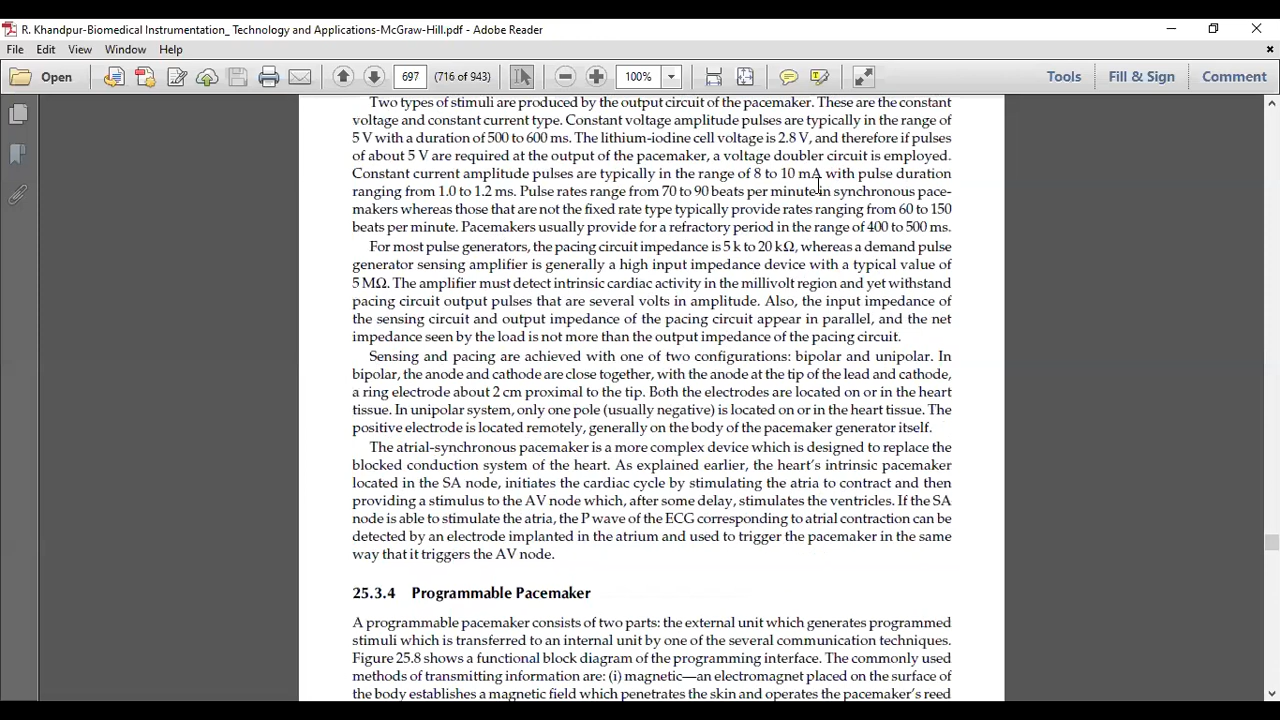 R. Khandpur-Biomedical Instrumentation_ Technology and Applications-McGraw-Hill.pdf - Adobe Reader
File Edit View Window Help
Open 697 (716 of 943) 100% Tools Fill & Sign Comment
Two types of stimuli are produced by the output circuit of the pacemaker. These are the constant
voltage and constant current type. Constant voltage amplitude pulses are typically in the range of
5 V with a duration of 500 to 600 ms. The lithium-iodine cell voltage is 2.8 V, and therefore if pulses
of about 5 V are required at the output of the pacemaker, a voltage doubler circuit is employed.
Constant current amplitude pulses are typically in the range of 8 to 10 mA with pulse duration
ranging from 1.0 to 1.2 ms. Pulse rates range from 70 to 90 beats per minute in synchronous pace-
makers whereas those that are not the fixed rate type typically provide rates ranging from 60 to 150
beats per minute. Pacemakers usually provide for a refractory period in the range of 400 to 500 ms.
For most pulse generators, the pacing circuit impedance is 5 k to 20 kΩ, whereas a demand pulse
generator sensing amplifier is generally a high input impedance device with a typical value of
5 MΩ. The amplifier must detect intrinsic cardiac activity in the millivolt region and yet withstand
pacing circuit output pulses that are several volts in amplitude. Also, the input impedance of
the sensing circuit and output impedance of the pacing circuit appear in parallel, and the net
impedance seen by the load is not more than the output impedance of the pacing circuit.
Sensing and pacing are achieved with one of two configurations: bipolar and unipolar. In
bipolar, the anode and cathode are close together, with the anode at the tip of the lead and cathode,
a ring electrode about 2 cm proximal to the tip. Both the electrodes are located on or in the heart
tissue. In unipolar system, only one pole (usually negative) is located on or in the heart tissue. The
positive electrode is located remotely, generally on the body of the pacemaker generator itself.
The atrial-synchronous pacemaker is a more complex device which is designed to replace the
blocked conduction system of the heart. As explained earlier, the heart's intrinsic pacemaker
located in the SA node, initiates the cardiac cycle by stimulating the atria to contract and then
providing a stimulus to the AV node which, after some delay, stimulates the ventricles. If the SA
node is able to stimulate the atria, the P wave of the ECG corresponding to atrial contraction can be
detected by an electrode implanted in the atrium and used to trigger the pacemaker in the same
way that it triggers the AV node.
25.3.4 Programmable Pacemaker
A programmable pacemaker consists of two parts: the external unit which generates programmed
stimuli which is transferred to an internal unit by one of the several communication techniques.
Figure 25.8 shows a functional block diagram of the programming interface. The commonly used
methods of transmitting information are: (i) magnetic—an electromagnet placed on the surface of
the body establishes a magnetic field which penetrates the skin and operates the pacemaker's reed